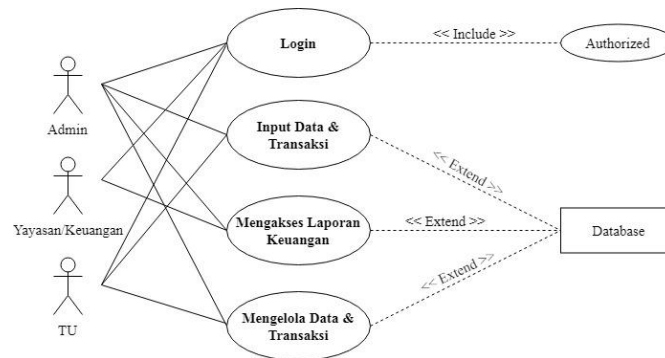 Login
<< Include >>
Authorized
Admin
Input Data &
Transaksi
<< Extend >>
Yayasan/Keuangan
Mengakses Laporan
Keuangan
<< Extend >>
Database
<< Extend >>
TU
Mengelola Data &
Transaksi